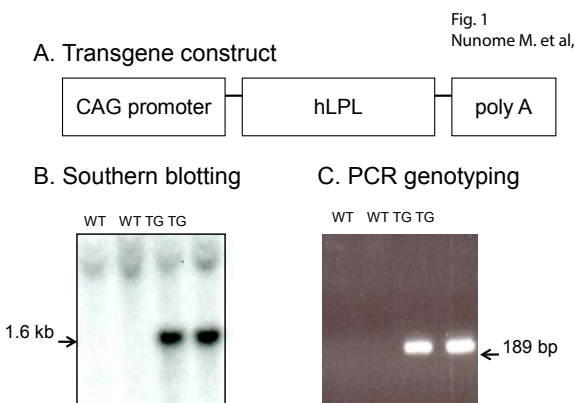 Fig. 1
Nunome M. et al,
A. Transgene construct
CAG promoter
hLPL
poly A
B. Southern blotting
C. PCR genotyping
WT WT TG TG
WT WT TG TG
1.6 kb
189 bp